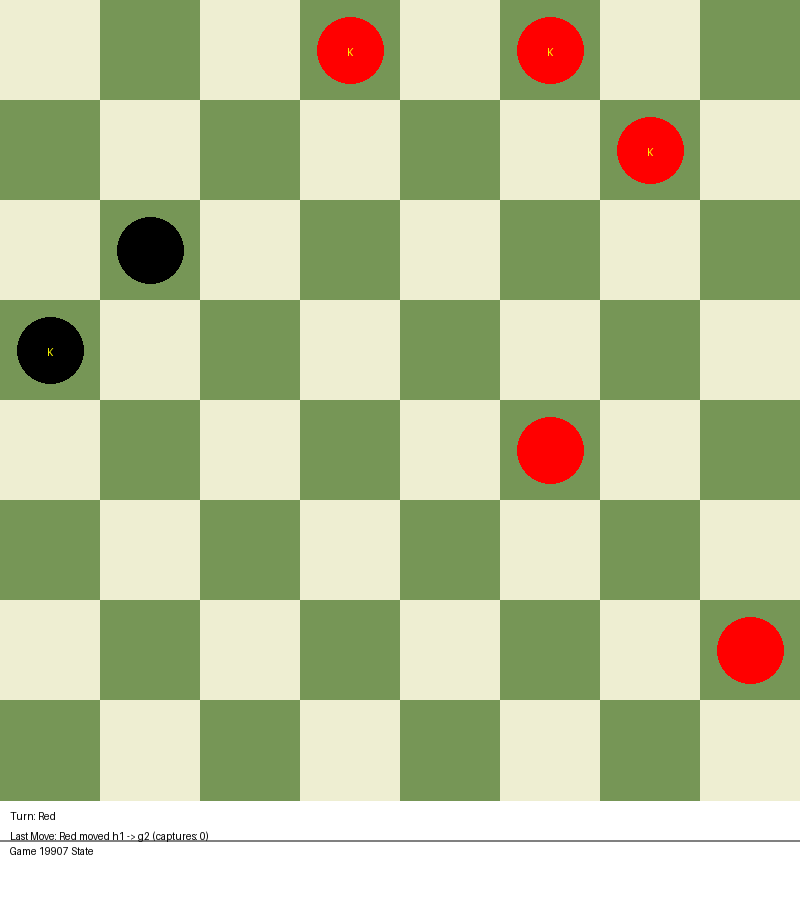 K K
K
K
Turn: Red
Last Move: Red moved h1 -> g2 (captures: 0)
Game 19907 State